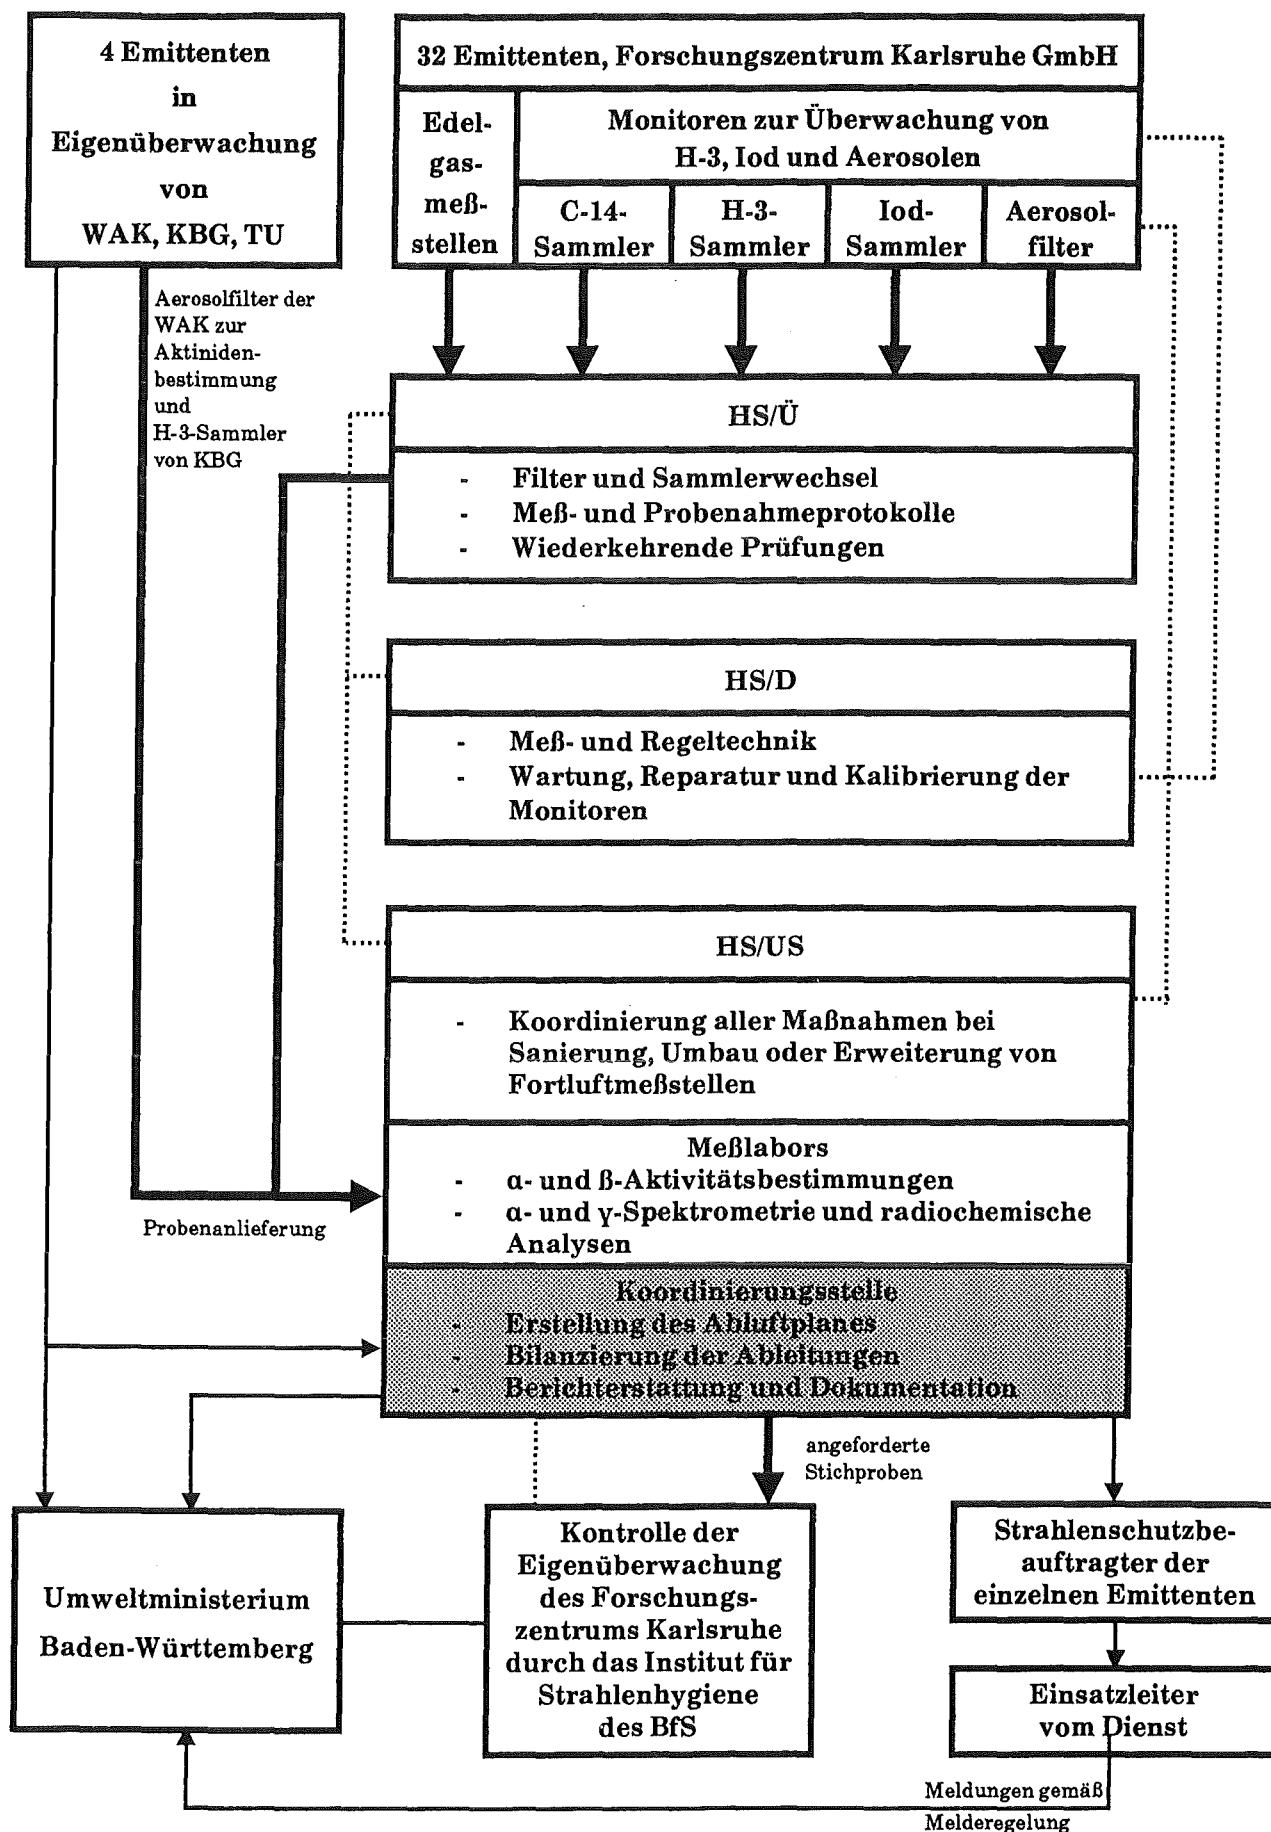 4 Emittenten
in
Eigenüberwachung
von
WAK, KBG, TU
32 Emittenten, Forschungszentrum Karlsruhe GmbH
Edel-
gas-
meß-
stellen
Monitoren zur Überwachung von
H-3, Iod und Aerosolen
C-14-
Sammler
H-3-
Sammler
Iod-
Sammler
Aerosol-
filter
Aerosolfilter der
WAK zur
Aktiniden-
bestimmung
und
H-3-Sammler
von KBG
HS/Ü
- Filter und Sammlerwechsel
- Meß- und Probenahmeprotokolle
- Wiederkehrende Prüfungen
HS/D
- Meß- und Regeltechnik
- Wartung, Reparatur und Kalibrierung der
Monitoren
HS/US
- Koordinierung aller Maßnahmen bei
Sanierung, Umbau oder Erweiterung von
Fortluftmeßstellen
Meßlabors
- α- und ß-Aktivitätsbestimmungen
- α- und γ-Spektrometrie und radiochemische
Analysen
Probenanlieferung
Koordinierungsstelle
- Erstellung des Abluftplanes
- Bilanzierung der Ableitungen
- Berichterstattung und Dokumentation
angeforderte
Stichproben
Umweltministerium
Baden-Württemberg
Kontrolle der
Eigenüberwachung
des Forschungs-
zentrums Karlsruhe
durch das Institut für
Strahlenhygiene
des BfS
Strahlenschutzbe-
auftragter der
einzelnen Emittenten
Einsatzleiter
vom Dienst
Meldungen gemäß
Melderegelung